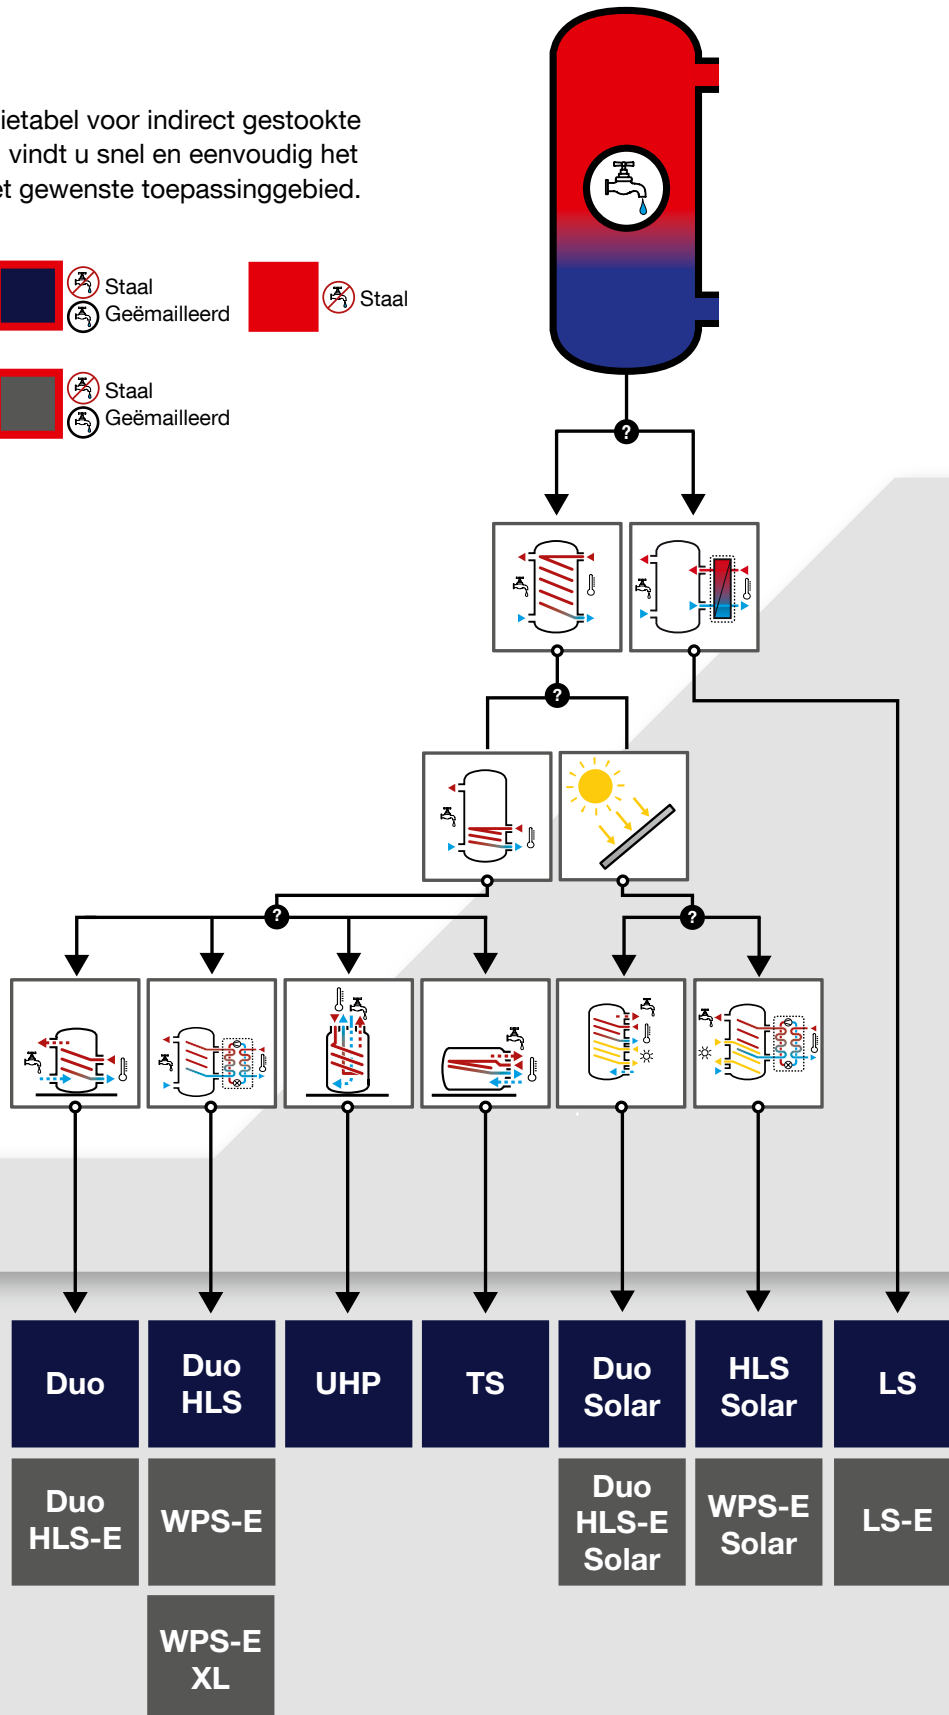 ietabel voor indirect gestookte
vindt u snel en eenvoudig het
et gewenste toepassinggebied.
Staal
Geëmailleerd
Staal
Staal
Geëmailleerd
?
?
?
?
Duo
Duo
HLS
UHP
TS
Duo
Solar
HLS
Solar
LS
Duo
HLS-E
WPS-E
Duo
HLS-E
Solar
WPS-E
Solar
LS-E
WPS-E
XL